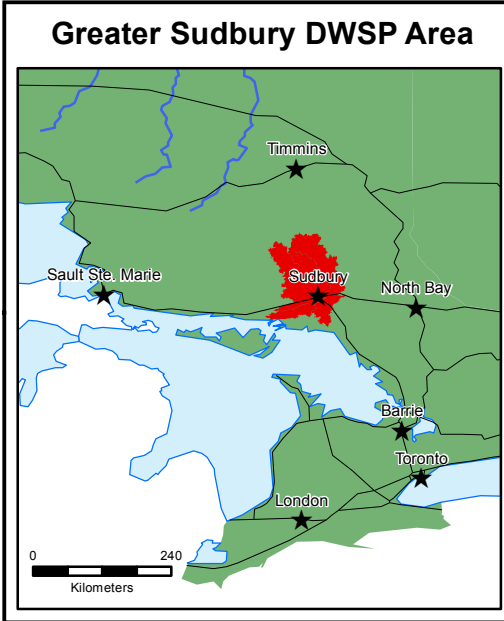 Greater Sudbury DWSP Area
Timmins
Sault Ste. Marie
Sudbury
North Bay
Barrie
Toronto
London
0 240
Kilometers